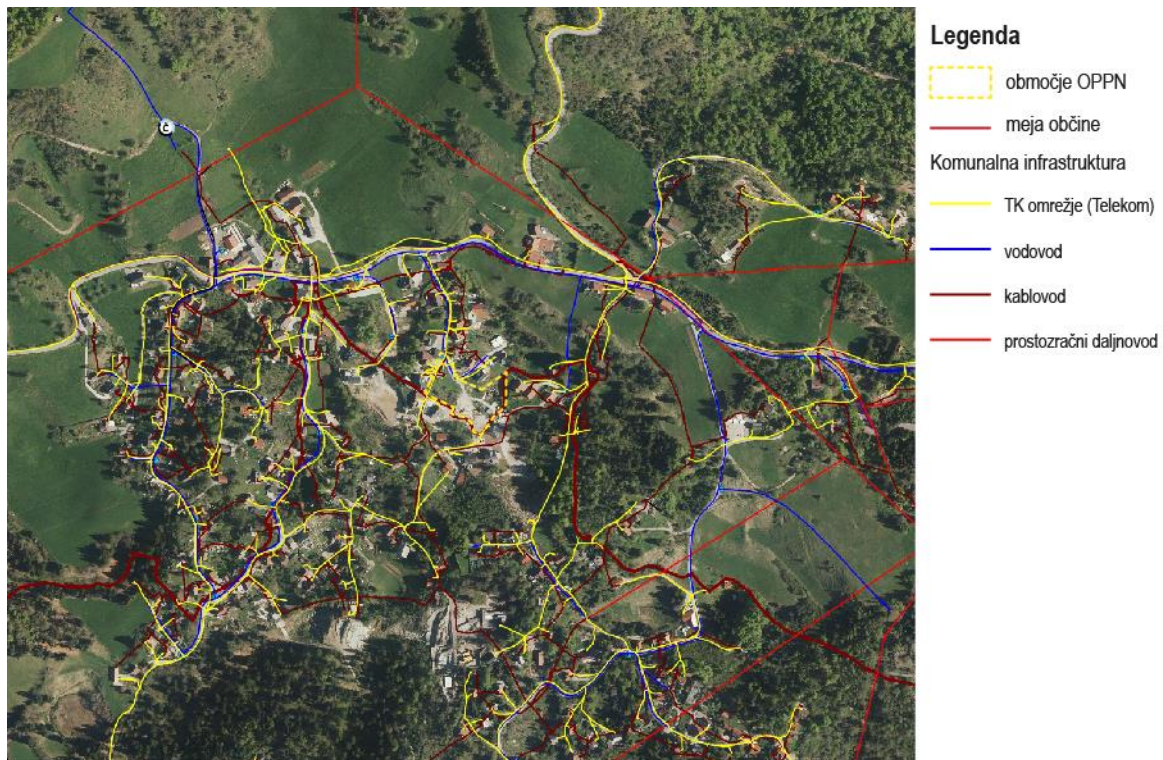 Legenda
območje OPPN
meja občine
Komunalna infrastruktura
TK omrežje (Telekom)
vodovod
kablovod
prostozračni daljnovod